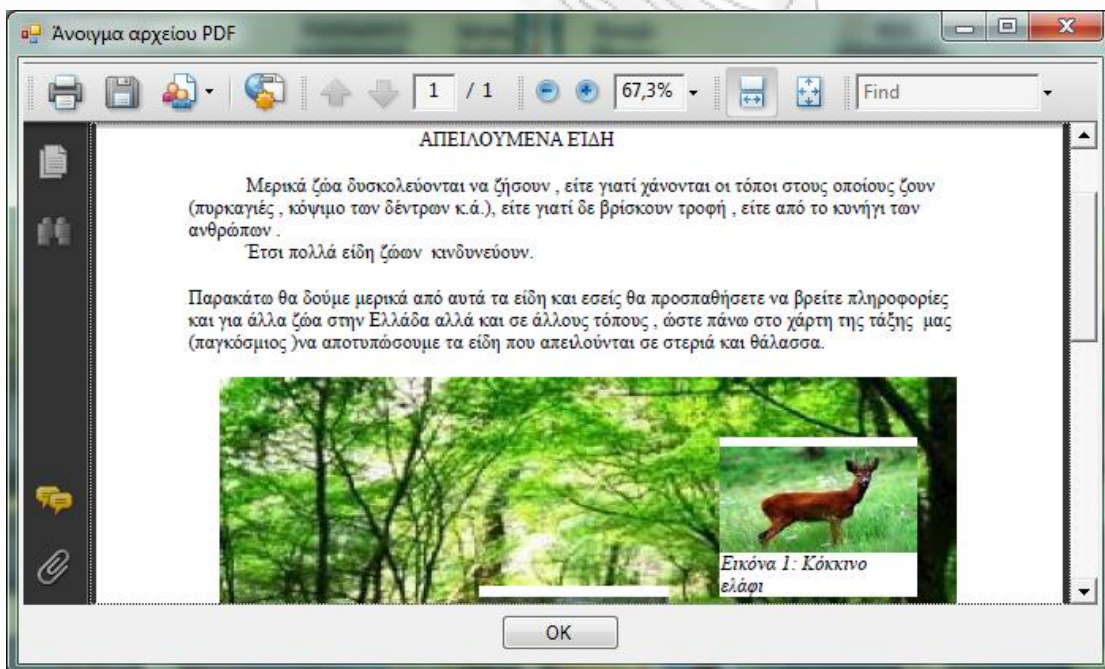 Άνοιγμα αρχείου PDF
1 / 1
67,3%
Find
ΑΠΕΙΛΟΥΜΕΝΑ ΕΊΔΗ
Μερικά ζώα δυσκολεύονται να ζήσουν , είτε γιατί χάνονται οι τόποι στους οποίους ζουν
(πυρκαγιές , κόψιμο των δέντρων κ.ά.), είτε γιατί δε βρίσκουν τροφή , είτε από το κυνήγι των
ανθρώπων .
Έτσι πολλά είδη ζώων κινδυνεύουν.
Παρακάτω θα δούμε μερικά από αυτά τα είδη και εσείς θα προσπαθήσετε να βρείτε πληροφορίες
και για άλλα ζώα στην Ελλάδα αλλά και σε άλλους τόπους , ώστε πάνω στο χάρτη της τάξης μας
(παγκόσμιος )να αποτυπώσουμε τα είδη που απειλούνται σε στεριά και θάλασσα.
Εικόνα 1: Κόκκινο
ελάφι
OK